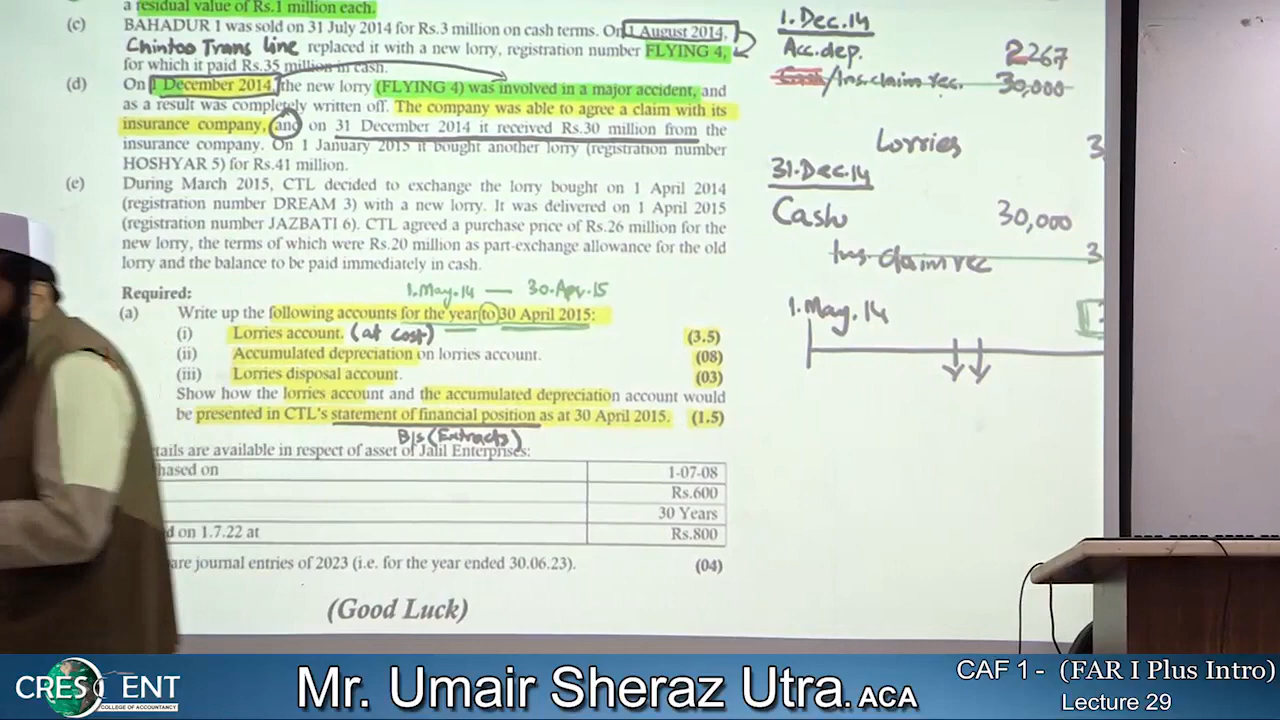 a residual value of Rs.1 million each.
(c) BAHADUR 1 was sold on 31 July 2014 for Rs.3 million on cash terms. On 1 August 2014,
Chintoo Trans line replaced it with a new lorry, registration number FLYING 4,
for which it paid Rs.35 million in cash.
(d) On 1 December 2014, the new lorry (FLYING 4) was involved in a major accident, and
as a result was completely written off. The company was able to agree a claim with its
insurance company, and on 31 December 2014 it received Rs.30 million from the
insurance company. On 1 January 2015 it bought another lorry (registration number
HOSHYAR 5) for Rs.41 million.
(e) During March 2015, CTL decided to exchange the lorry bought on 1 April 2014
(registration number DREAM 3) with a new lorry. It was delivered on 1 April 2015
(registration number JAZBATI 6). CTL agreed a purchase price of Rs.26 million for the
new lorry, the terms of which were Rs.20 million as part-exchange allowance for the old
lorry and the balance to be paid immediately in cash.
Required: 1.May.14 — 30.Apr.15
(a) Write up the following accounts for the year to 30 April 2015:
(i) Lorries account. (at cost) (3.5)
(ii) Accumulated depreciation on lorries account. (08)
(iii) Lorries disposal account. (03)
Show how the lorries account and the accumulated depreciation account would
be presented in CTL's statement of financial position as at 30 April 2015. (1.5)
B/s (Extracts)
tails are available in respect of asset of Jalil Enterprises:
hased on 1-07-08
Rs.600
30 Years
d on 1.7.22 at Rs.800
are journal entries of 2023 (i.e. for the year ended 30.06.23). (04)
(Good Luck)
1.Dec.14
Acc.dep. 2267
/Ins.claim rec. 30,000
Lorries 3
31.Dec.14
Cash 30,000
Ins.claim rec 3
1.May.14
CRESCENT
COLLEGE OF ACCOUNTANCY
Mr. Umair Sheraz Utra. ACA
CAF 1 - (FAR I Plus Intro)
Lecture 29